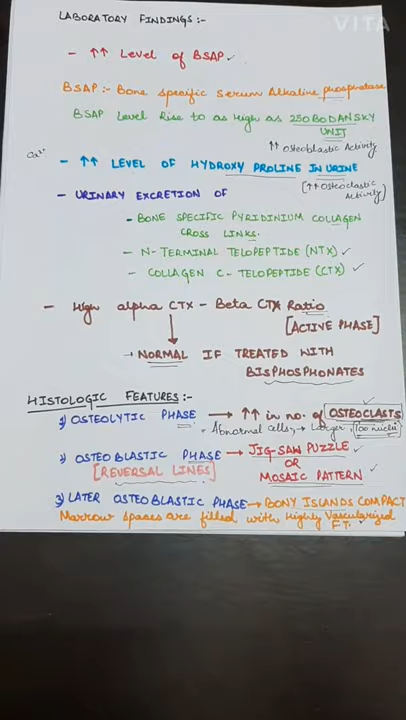 VITA
LABORATORY FINDINGS :-
- ↑↑ Level of BSAP ✓
BSAP :- Bone Specific Serum Alkaline phosphatase
BSAP Level Rise to as High as 250 BODANSKY
UNIT
↑↑ Osteoblastic Activity
Ca²⁺
- ↑↑ LEVEL OF HYDROXY PROLINE IN URINE
[↑↑ Osteoclastic
Activity]
- URINARY EXCRETION OF
- BONE SPECIFIC PYRIDINIUM COLLAGEN
CROSS LINKS.
- N-TERMINAL TELOPEPTIDE (NTX) ✓
- COLLAGEN C-TELOPEPTIDE (CTX) ✓
- High alpha CTX - Beta CTX Ratio
[ACTIVE PHASE]
→ NORMAL IF TREATED WITH
BISPHOSPHONATES
HISTOLOGIC FEATURES :-
1) OSTEOLYTIC PHASE → ↑↑ in no. of OSTEOCLASTS
= Abnormal cells, → Larger, 100 nuclei
2) OSTEOBLASTIC PHASE → JIG-SAW PUZZLE ✓
[REVERSAL LINES] OR
MOSAIC PATTERN ✓
3) LATER OSTEOBLASTIC PHASE → BONY ISLANDS COMPACT
Marrow spaces are filled with Highly Vascularized
F.T.